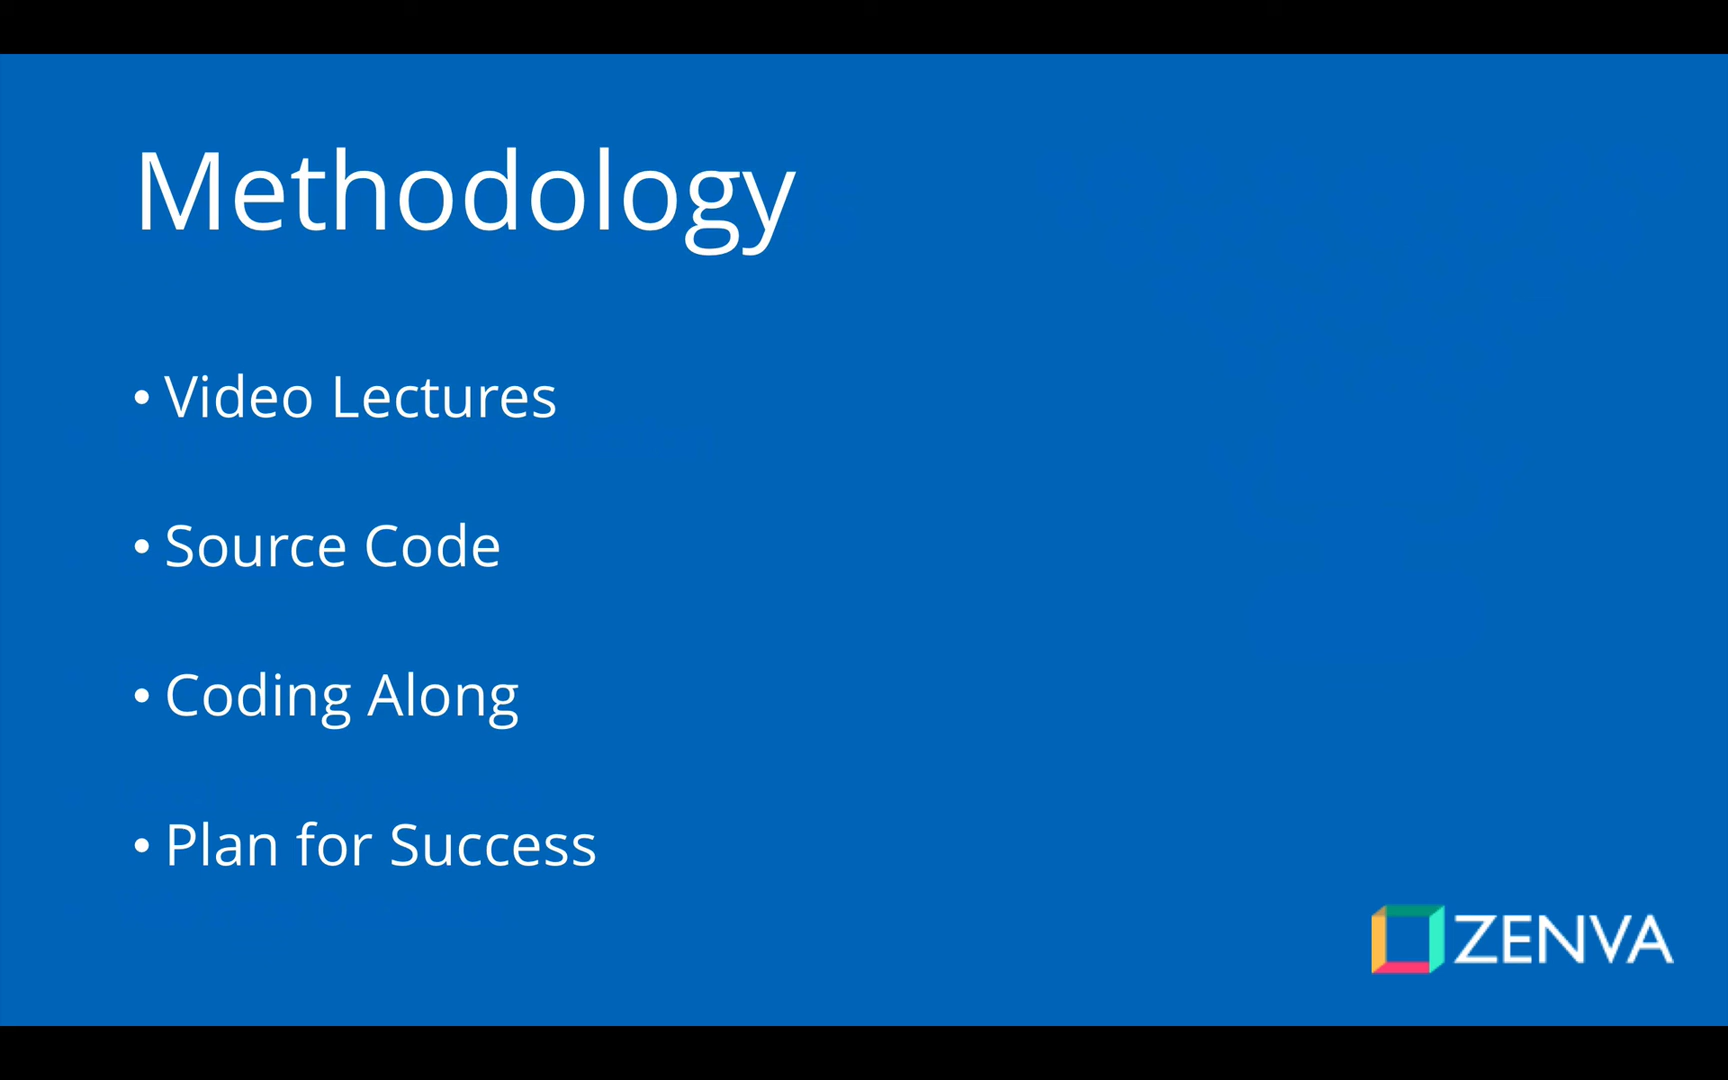 Methodology
• Video Lectures
• Source Code
• Coding Along
• Plan for Success
ZENVA